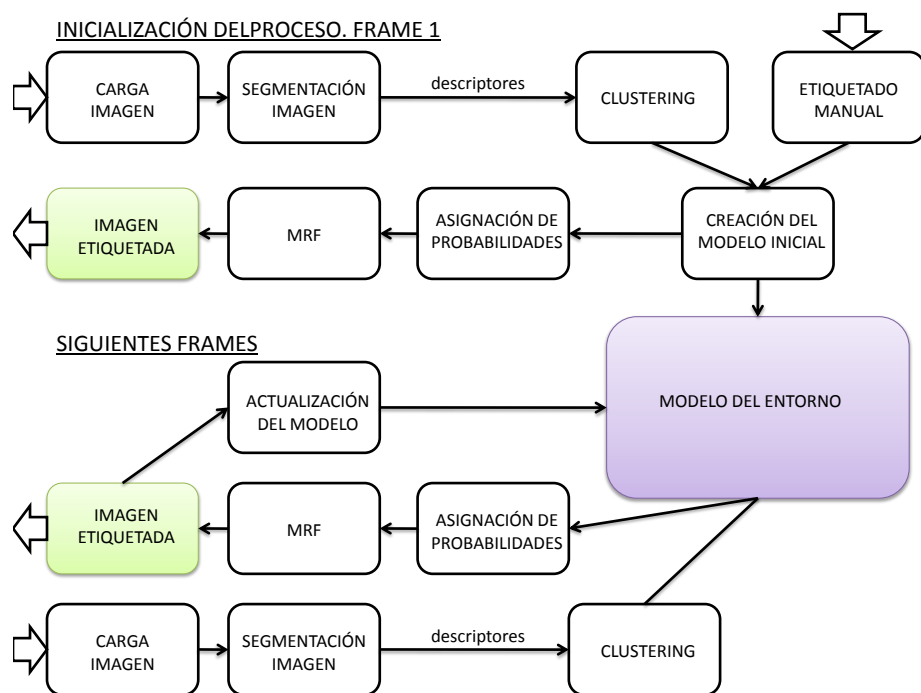 INICIALIZACIÓN DELPROCESO. FRAME 1
CARGA
IMAGEN
SEGMENTACIÓN
IMAGEN
descriptores
CLUSTERING
ETIQUETADO
MANUAL
IMAGEN
ETIQUETADA
MRF
ASIGNACIÓN DE
PROBABILIDADES
CREACIÓN DEL
MODELO INICIAL
SIGUIENTES FRAMES
ACTUALIZACIÓN
DEL MODELO
MODELO DEL ENTORNO
IMAGEN
ETIQUETADA
MRF
ASIGNACIÓN DE
PROBABILIDADES
CARGA
IMAGEN
SEGMENTACIÓN
IMAGEN
descriptores
CLUSTERING